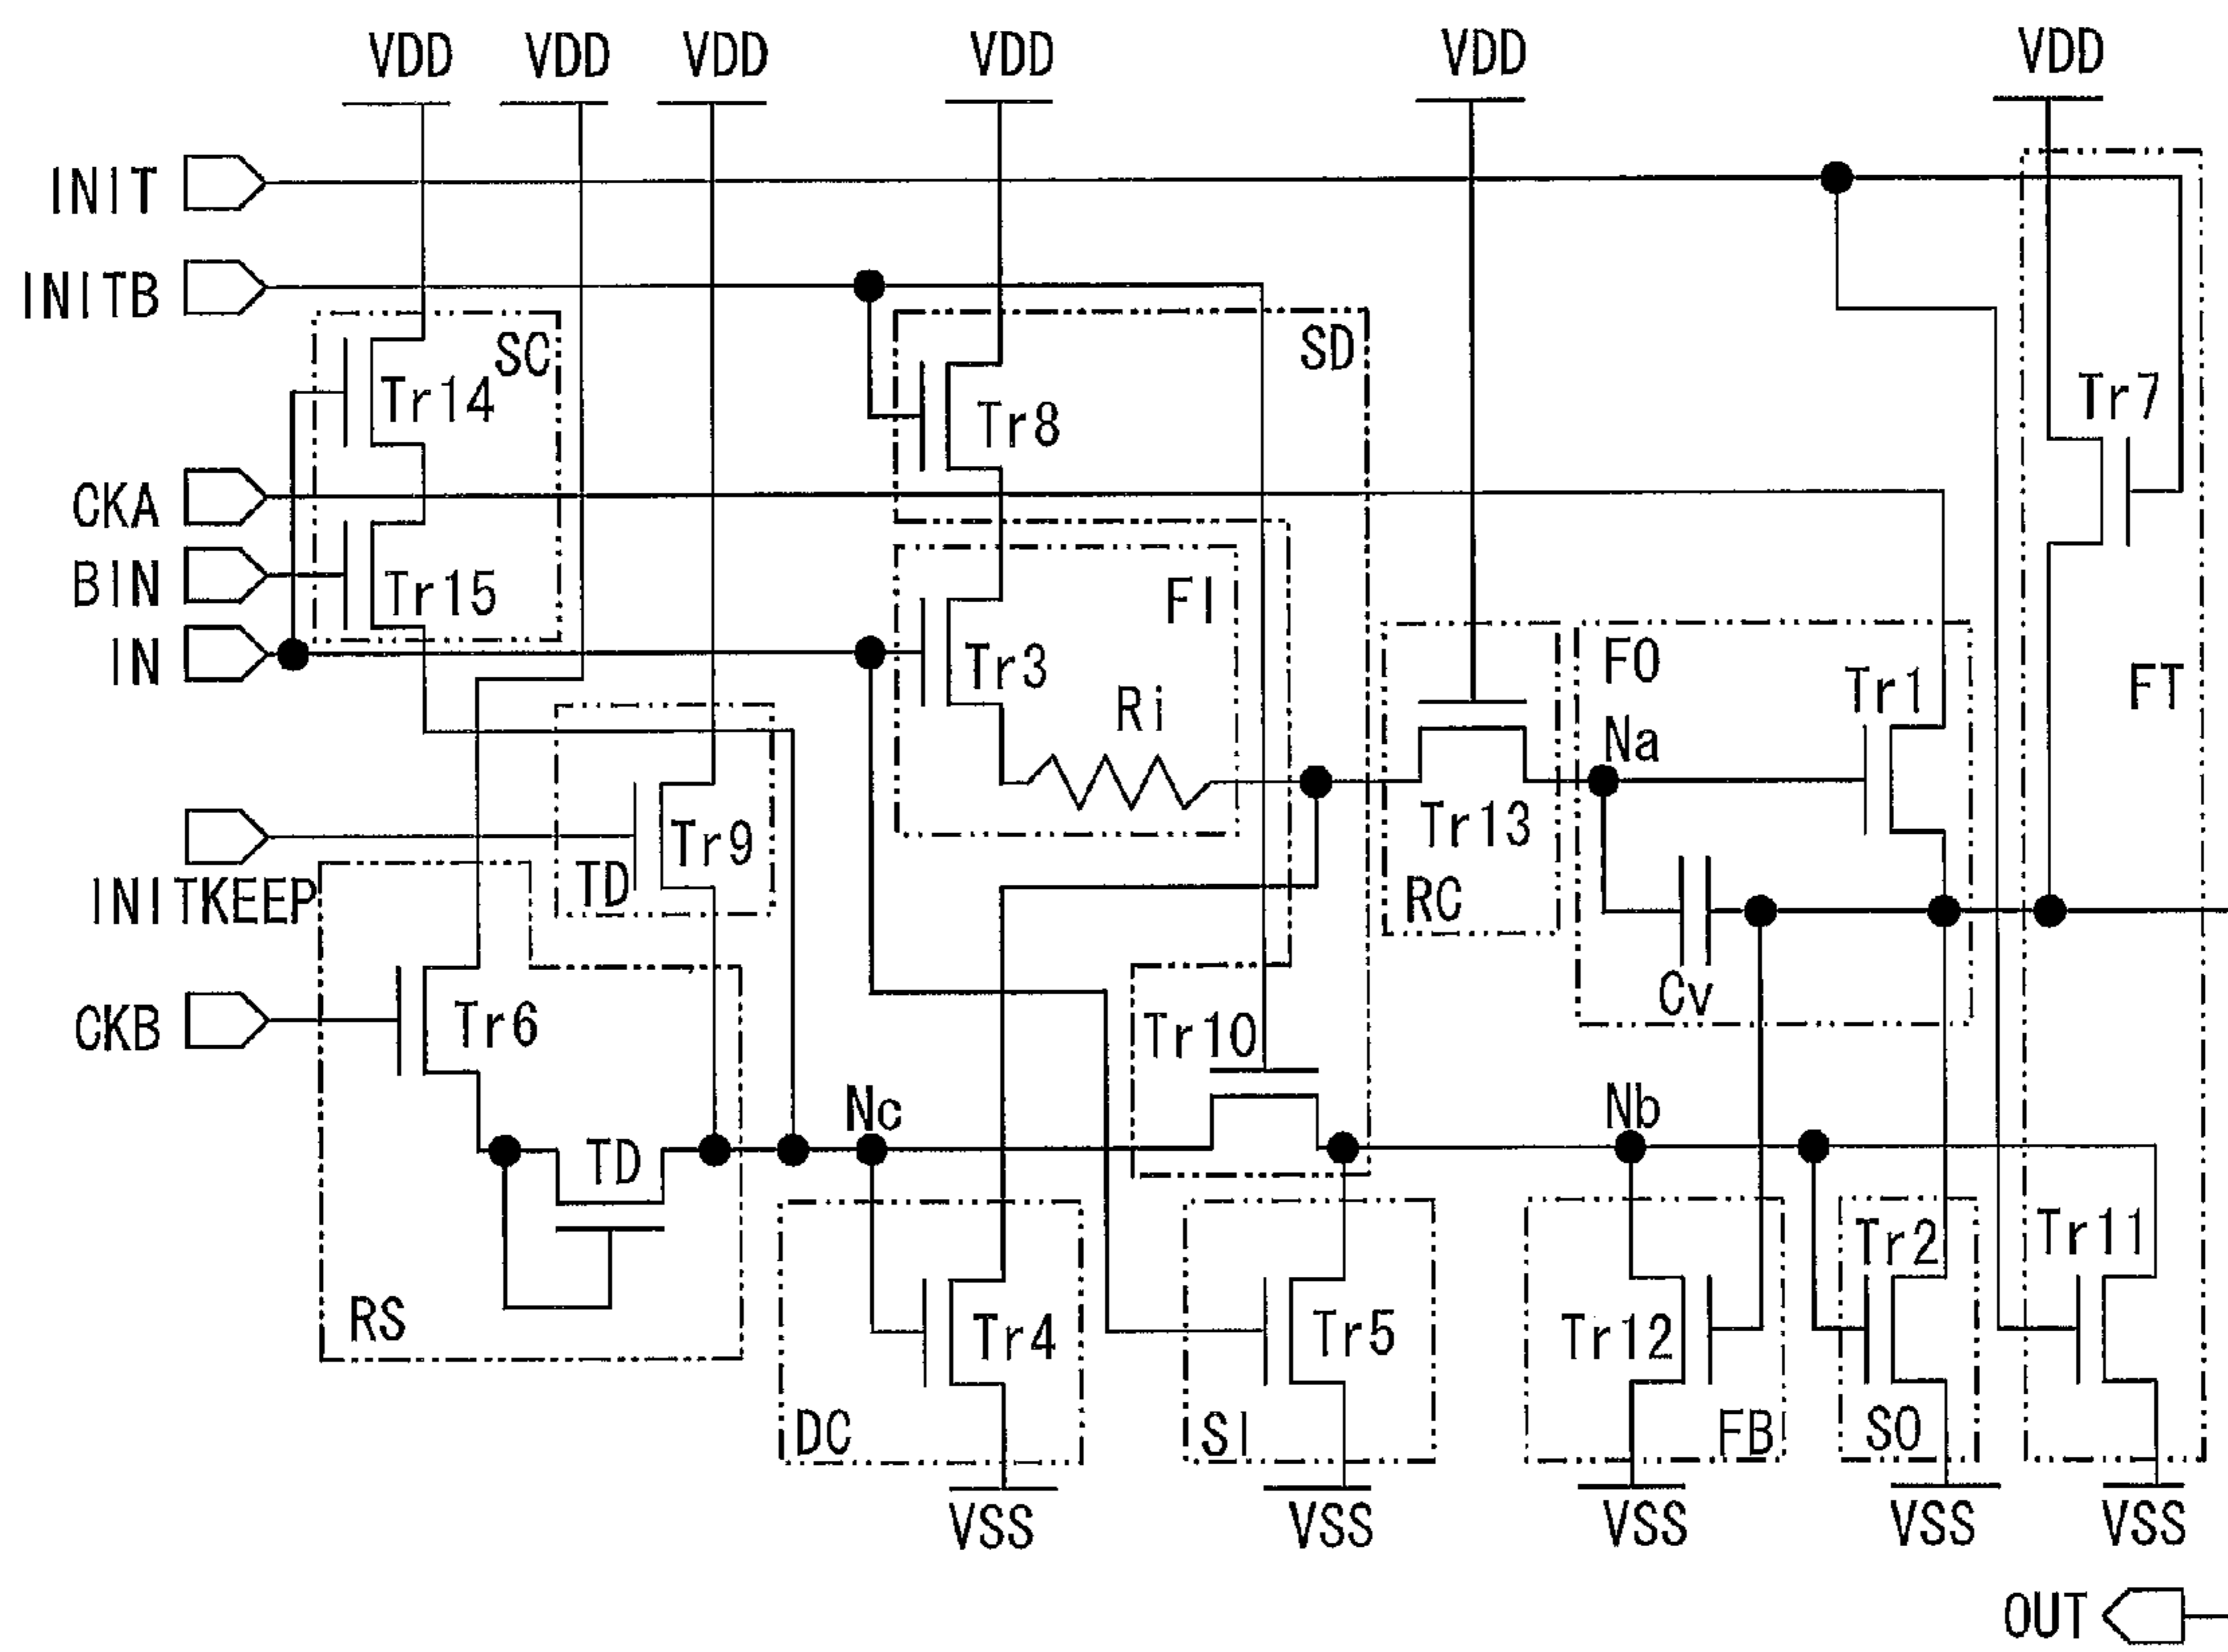 VDD VDD VDD VDD VDD VDD
INIT
INITB
SC
SD
Tr14
Tr8
Tr7
CKA
BIN
Tr15
FI
IN
Tr3
FO
Tr1
FT
Ri
Na
Tr13
Tr9
TD
RC
INITKEEP
Cv
CKB
Tr6
Tr10
Nc
Nb
TD
Tr2
Tr11
RS
Tr4
Tr5
Tr12
DC
SI
FB
SO
VSS VSS VSS VSS VSS
OUT